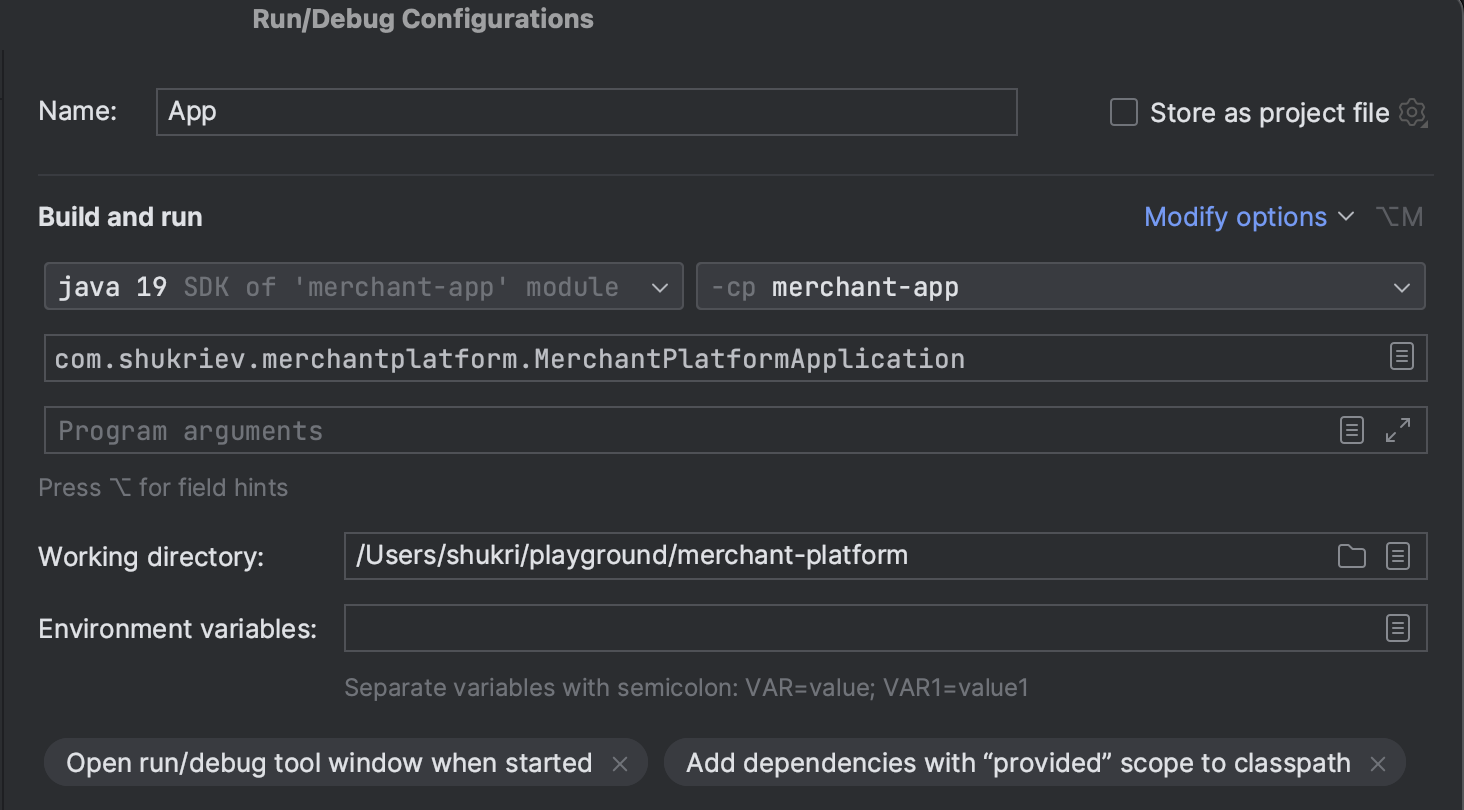 Run/Debug Configurations
Name: App Store as project file
Build and run Modify options ⌥M
java 19 SDK of 'merchant-app' module -cp merchant-app
com.shukriev.merchantplatform.MerchantPlatformApplication
Program arguments
Press ⌥ for field hints
Working directory: /Users/shukri/playground/merchant-platform
Environment variables:
Separate variables with semicolon: VAR=value; VAR1=value1
Open run/debug tool window when started × Add dependencies with “provided” scope to classpath ×